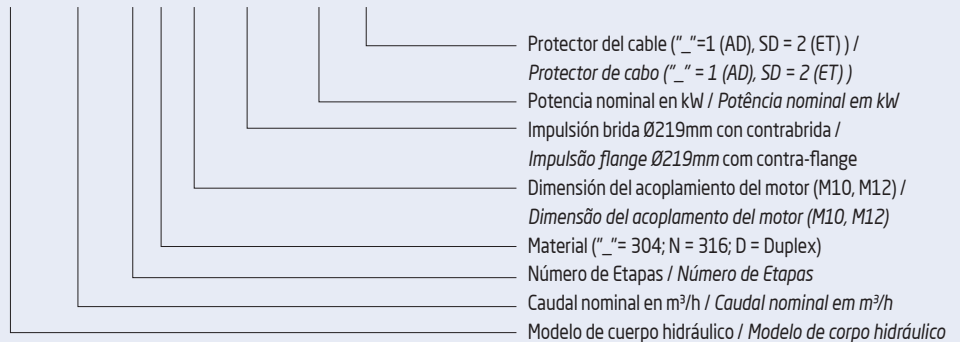 Protector del cable ("_"=1 (AD), SD = 2 (ET) ) /
Protector de cabo ("_" = 1 (AD), SD = 2 (ET) )
Potencia nominal en kW / Potência nominal em kW
Impulsión brida Ø219mm con contrabrida /
Impulsão flange Ø219mm com contra-flange
Dimensión del acoplamiento del motor (M10, M12) /
Dimensão del acoplamento del motor (M10, M12)
Material ("_"= 304; N = 316; D = Duplex)
Número de Etapas / Número de Etapas
Caudal nominal en m³/h / Caudal nominal em m³/h
Modelo de cuerpo hidráulico / Modelo de corpo hidráulico